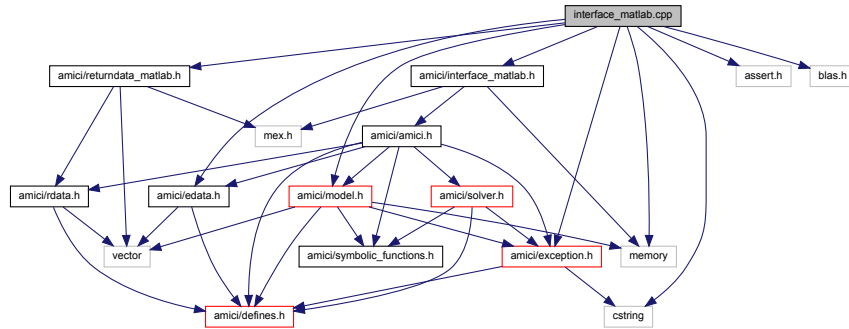 interface_matlab.cpp
amici/returndata_matlab.h
amici/interface_matlab.h
assert.h
blas.h
mex.h
amici/amici.h
amici/rdata.h
amici/edata.h
amici/model.h
amici/solver.h
vector
amici/symbolic_functions.h
amici/exception.h
memory
amici/defines.h
cstring